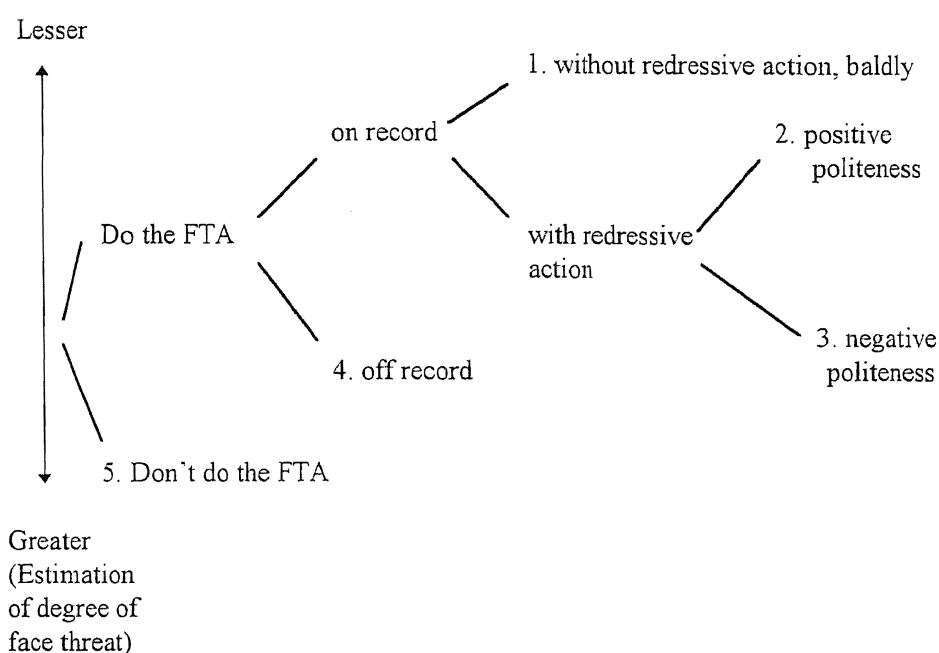 Lesser
1. without redressive action, baldly
on record
2. positive
politeness
Do the FTA
with redressive
action
3. negative
politeness
4. off record
5. Don't do the FTA
Greater
(Estimation
of degree of
face threat)